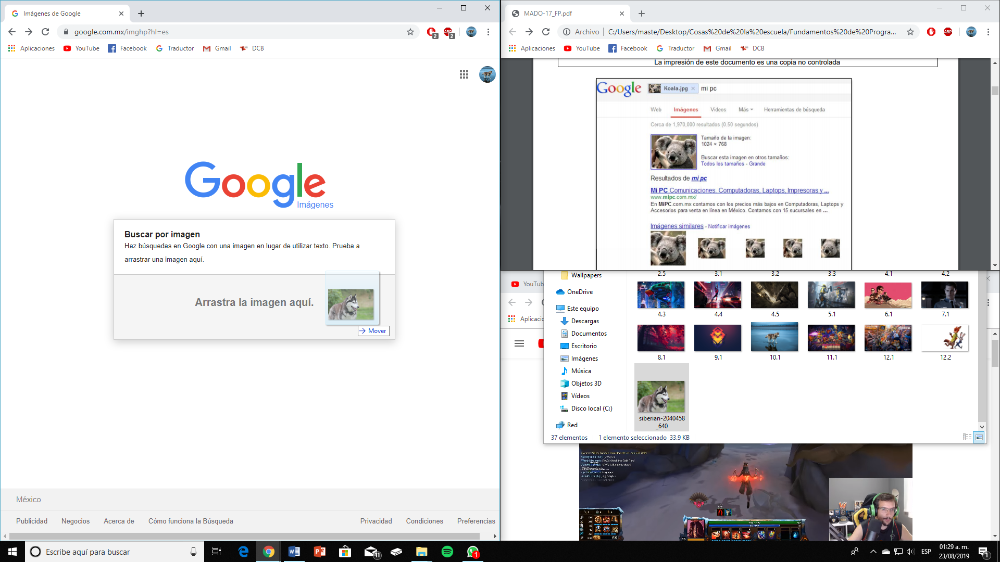 Imágenes de Google
google.com.mx/imghp?hl=es
2
ABP
2
Aplicaciones
YouTube
Facebook
Traductor
Gmail
DCB
Google
Imágenes
Buscar por imagen
Haz búsquedas en Google con una imagen en lugar de utilizar texto. Prueba a
arrastrar una imagen aquí.
Arrastra la imagen aquí.
Mover
México
Publicidad
Negocios
Acerca de
Cómo funciona la Búsqueda
Privacidad
Condiciones
Preferencias
MADO-17_FP.pdf
Archivo
C:/Users/maste/Desktop/Cosas%20de%20la%20escuela/Fundamentos%20de%20Progra...
ABP
Aplicaciones
YouTube
Facebook
Traductor
Gmail
DCB
La impresión de este documento es una copia no controlada
Google
Koala.jpg
mi pc
Web
Imágenes
Videos
Más
Herramientas de búsqueda
Cerca de 1,970,000 resultados (0.50 segundos)
Tamaño de la imagen:
1024 × 768
Buscar esta imagen en otros tamaños:
Todos los tamaños - Grande
Resultados de mi pc
Mi PC Comunicaciones. Computadoras, Laptops, Impresoras y ...
www.mipc.com.mx/
En MiPC.com.mx contamos con los precios más bajos en Computadoras, Laptops y
Accesorios para venta en línea en México. Contamos con 15 sucursales en ...
Imágenes similares - Notificar imágenes
YouTub
Aplicacio
Wallpapers
OneDrive
Este equipo
Descargas
Documentos
Escritorio
Imágenes
Música
Objetos 3D
Vídeos
Disco local (C:)
Red
2.5
3.1
3.2
3.3
4.1
4.2
4.3
4.4
4.5
5.1
6.1
7.1
8.1
9.1
10.1
11.1
12.1
12.2
siberian-2040458
_640
37 elementos
1 elemento seleccionado 33.9 KB
Escribe aquí para buscar
11
1
ESP
01:29 a. m.
23/08/2019
1